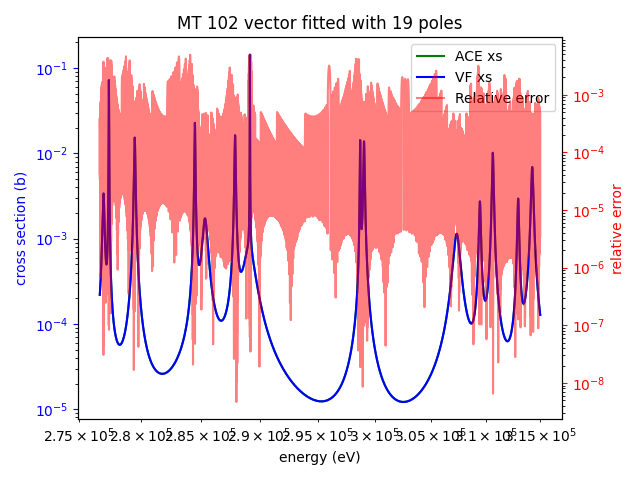 MT 102 vector fitted with 19 poles
ACE xs
VF xs
Relative error
cross section (b)
10⁻¹
10⁻²
10⁻³
10⁻⁴
10⁻⁵
relative error
10⁻³
10⁻⁴
10⁻⁵
10⁻⁶
10⁻⁷
10⁻⁸
2.75 × 10⁵ 2.8 × 10⁵ 2.85 × 10⁵ 2.9 × 10⁵ 2.95 × 10⁵ 3 × 10⁵ 3.05 × 10⁵ 3.1 × 10⁵ 3.15 × 10⁵
energy (eV)